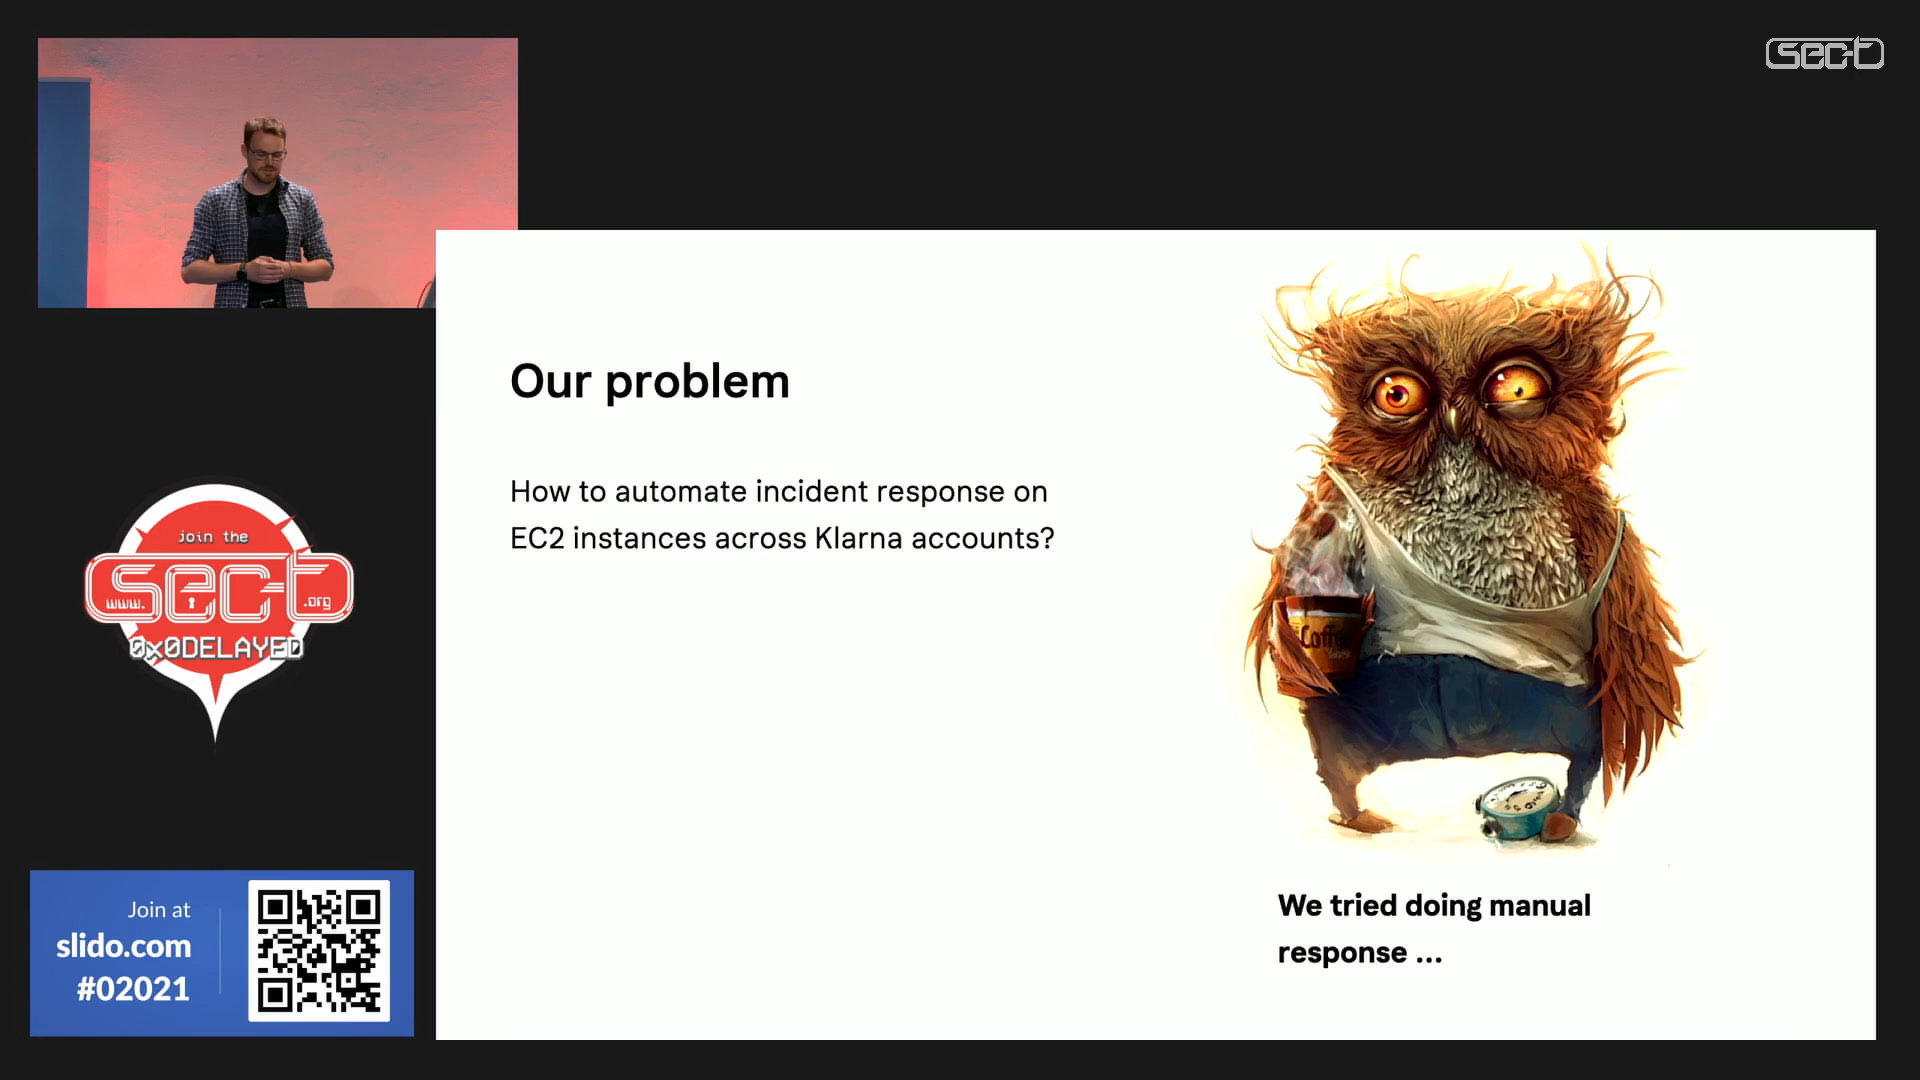 sec-t
Our problem
How to automate incident response on
EC2 instances across Klarna accounts?
Coffee
We tried doing manual
response ...
join the
sec-t
www. .org
0x0DELAYED
Join at
slido.com
#02021